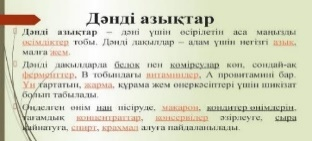 Дәнді азықтар
Дәнді азықтар – дәні үшін өсірілетін аса маңызды
өсімдіктер тобы. Дәнді дақылдар – адам үшін негізгі азық,
малға жем.
Дәнді дақылдарда белок пен көмірсулар көп, сондай-ақ
ферменттер, В тобындағы витаминдер, А провитамині бар.
Ұн тартатын, жарма, құрама жем өнеркәсіптері үшін шикізат
болып табылады.
Өңделген өнім нан пісіруде, макарон, кондитер өнімдерін,
тағамдық концентраттар, консервілер әзірлеуге, сыра
қайнатуға, спирт, крахмал алуға пайдаланылады.